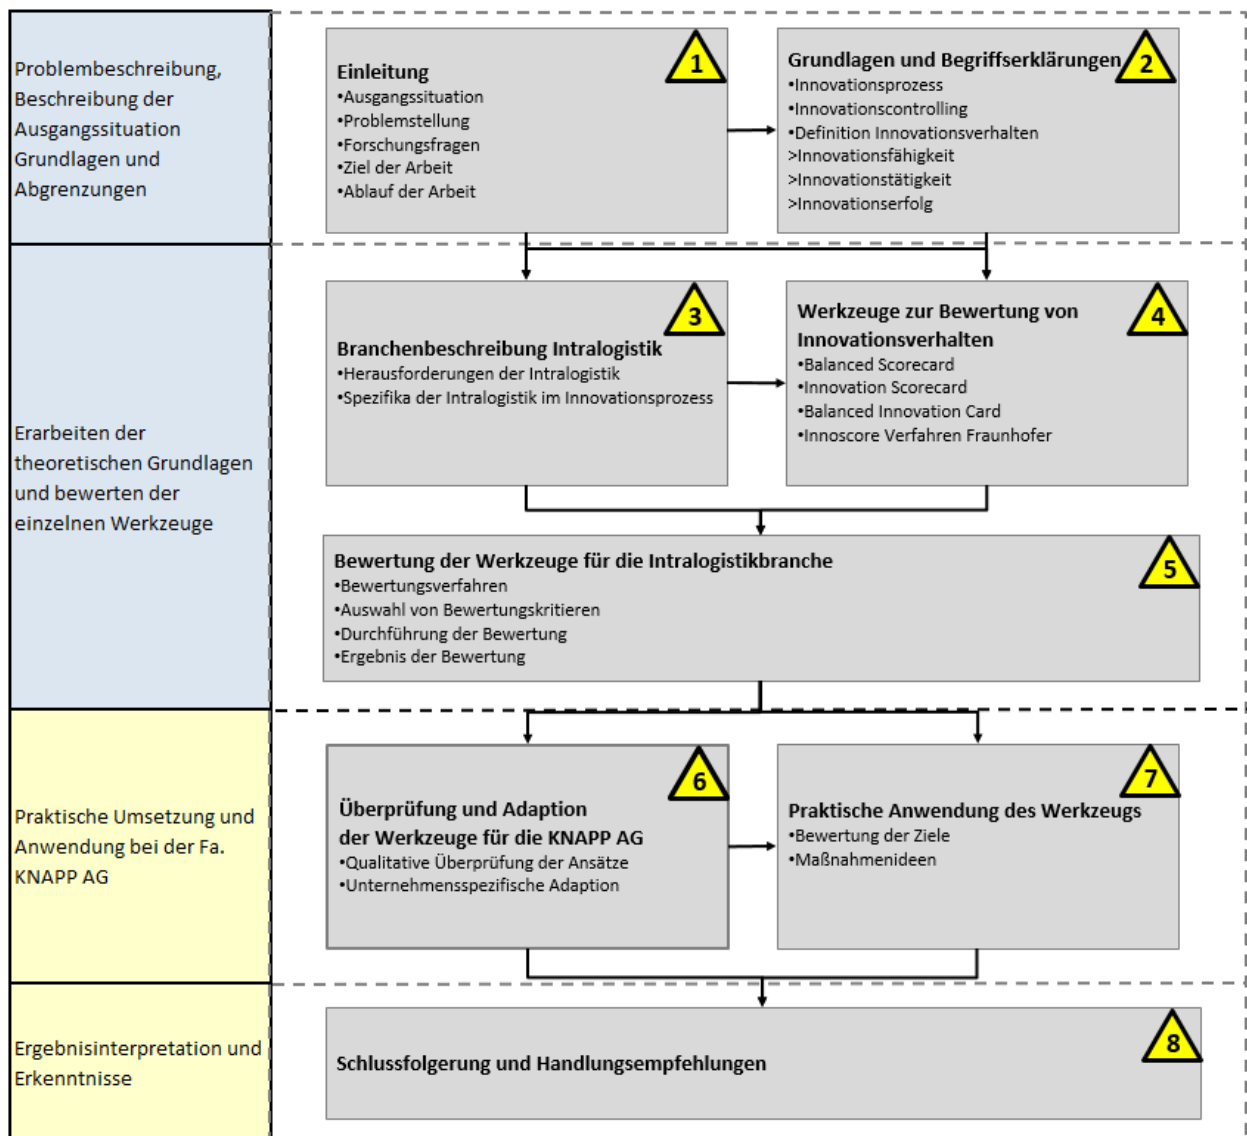 Problembeschreibung,
Beschreibung der
Ausgangssituation
Grundlagen und
Abgrenzungen
1
Einleitung
•Ausgangssituation
•Problemstellung
•Forschungsfragen
•Ziel der Arbeit
•Ablauf der Arbeit
2
Grundlagen und Begriffserklärungen
•Innovationsprozess
•Innovationscontrolling
•Definition Innovationsverhalten
>Innovationsfähigkeit
>Innovationstätigkeit
>Innovationserfolg
Erarbeiten der
theoretischen Grundlagen
und bewerten der
einzelnen Werkzeuge
3
Branchenbeschreibung Intralogistik
•Herausforderungen der Intralogistik
•Spezifika der Intralogistik im Innovationsprozess
4
Werkzeuge zur Bewertung von
Innovationsverhalten
•Balanced Scorecard
•Innovation Scorecard
•Balanced Innovation Card
•Innoscore Verfahren Fraunhofer
5
Bewertung der Werkzeuge für die Intralogistikbranche
•Bewertungsverfahren
•Auswahl von Bewertungskritieren
•Durchführung der Bewertung
•Ergebnis der Bewertung
Praktische Umsetzung und
Anwendung bei der Fa.
KNAPP AG
6
Überprüfung und Adaption
der Werkzeuge für die KNAPP AG
•Qualitative Überprüfung der Ansätze
•Unternehmensspezifische Adaption
7
Praktische Anwendung des Werkzeugs
•Bewertung der Ziele
•Maßnahmenideen
Ergebnisinterpretation und
Erkenntnisse
8
Schlussfolgerung und Handlungsempfehlungen